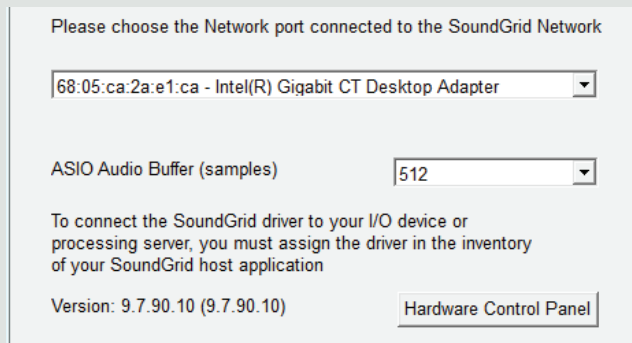 Please choose the Network port connected to the SoundGrid Network
68:05:ca:2a:e1:ca - Intel(R) Gigabit CT Desktop Adapter
ASIO Audio Buffer (samples)
512
To connect the SoundGrid driver to your I/O device or
processing server, you must assign the driver in the inventory
of your SoundGrid host application
Version: 9.7.90.10 (9.7.90.10)
Hardware Control Panel